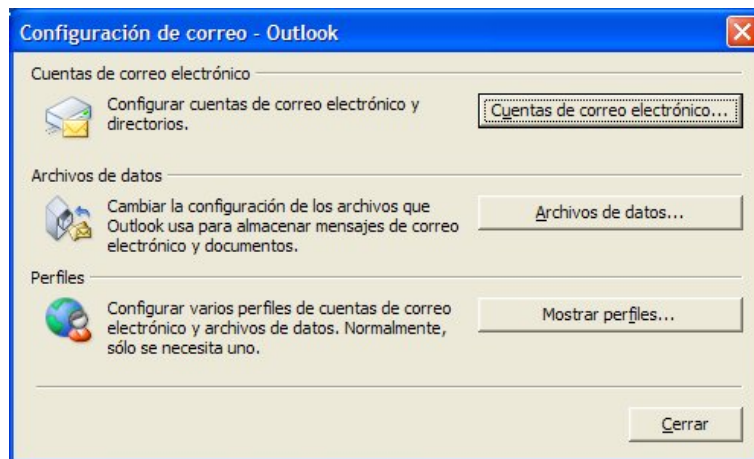 Configuración de correo - Outlook
Cuentas de correo electrónico
Configurar cuentas de correo electrónico y
directorios.
Cuentas de correo electrónico...
Archivos de datos
Cambiar la configuración de los archivos que
Outlook usa para almacenar mensajes de correo
electrónico y documentos.
Archivos de datos...
Perfiles
Configurar varios perfiles de cuentas de correo
electrónico y archivos de datos. Normalmente,
sólo se necesita uno.
Mostrar perfiles...
Cerrar